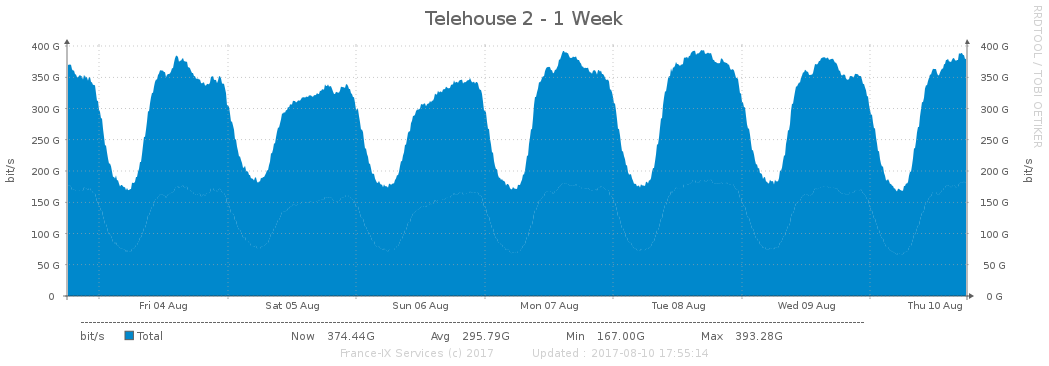 Telehouse 2 - 1 Week
RRDTOOL / TOBI OETIKER
400 G
400 G
350 G
350 G
300 G
300 G
250 G
250 G
200 G
200 G
150 G
150 G
100 G
100 G
50 G
50 G
0
0 G
bit/s
bit/s
Fri 04 Aug Sat 05 Aug Sun 06 Aug Mon 07 Aug Tue 08 Aug Wed 09 Aug Thu 10 Aug
bit/s Total Now 374.44G Avg 295.79G Min 167.00G Max 393.28G
France-IX Services (c) 2017 Updated : 2017-08-10 17:55:14